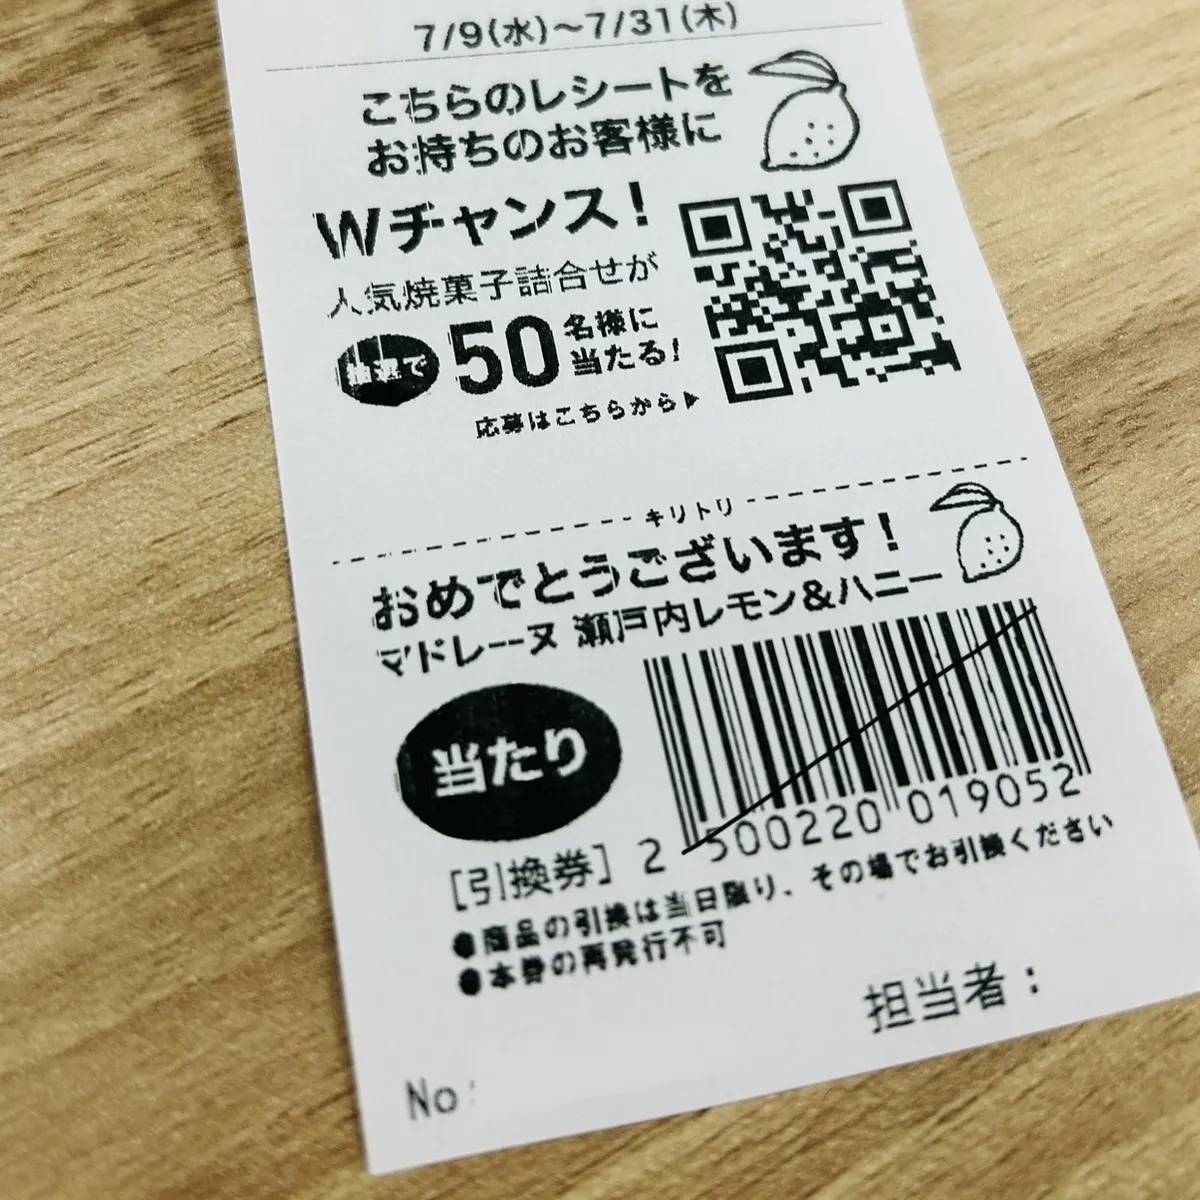 7/9(水)〜7/31(木)
こちらのレシートを
お持ちのお客様に
Wチャンス!
人気焼菓子詰合せが
抽選で50名様に
当たる!
応募はこちらから▶
キリトリ
おめでとうございます!
マドレーヌ 瀬戸内レモン&ハニー
当たり
[引換券] 2 500220 019052
●商品の引換は当日限り、その場でお引換ください
●本券の再発行不可
担当者:
No: